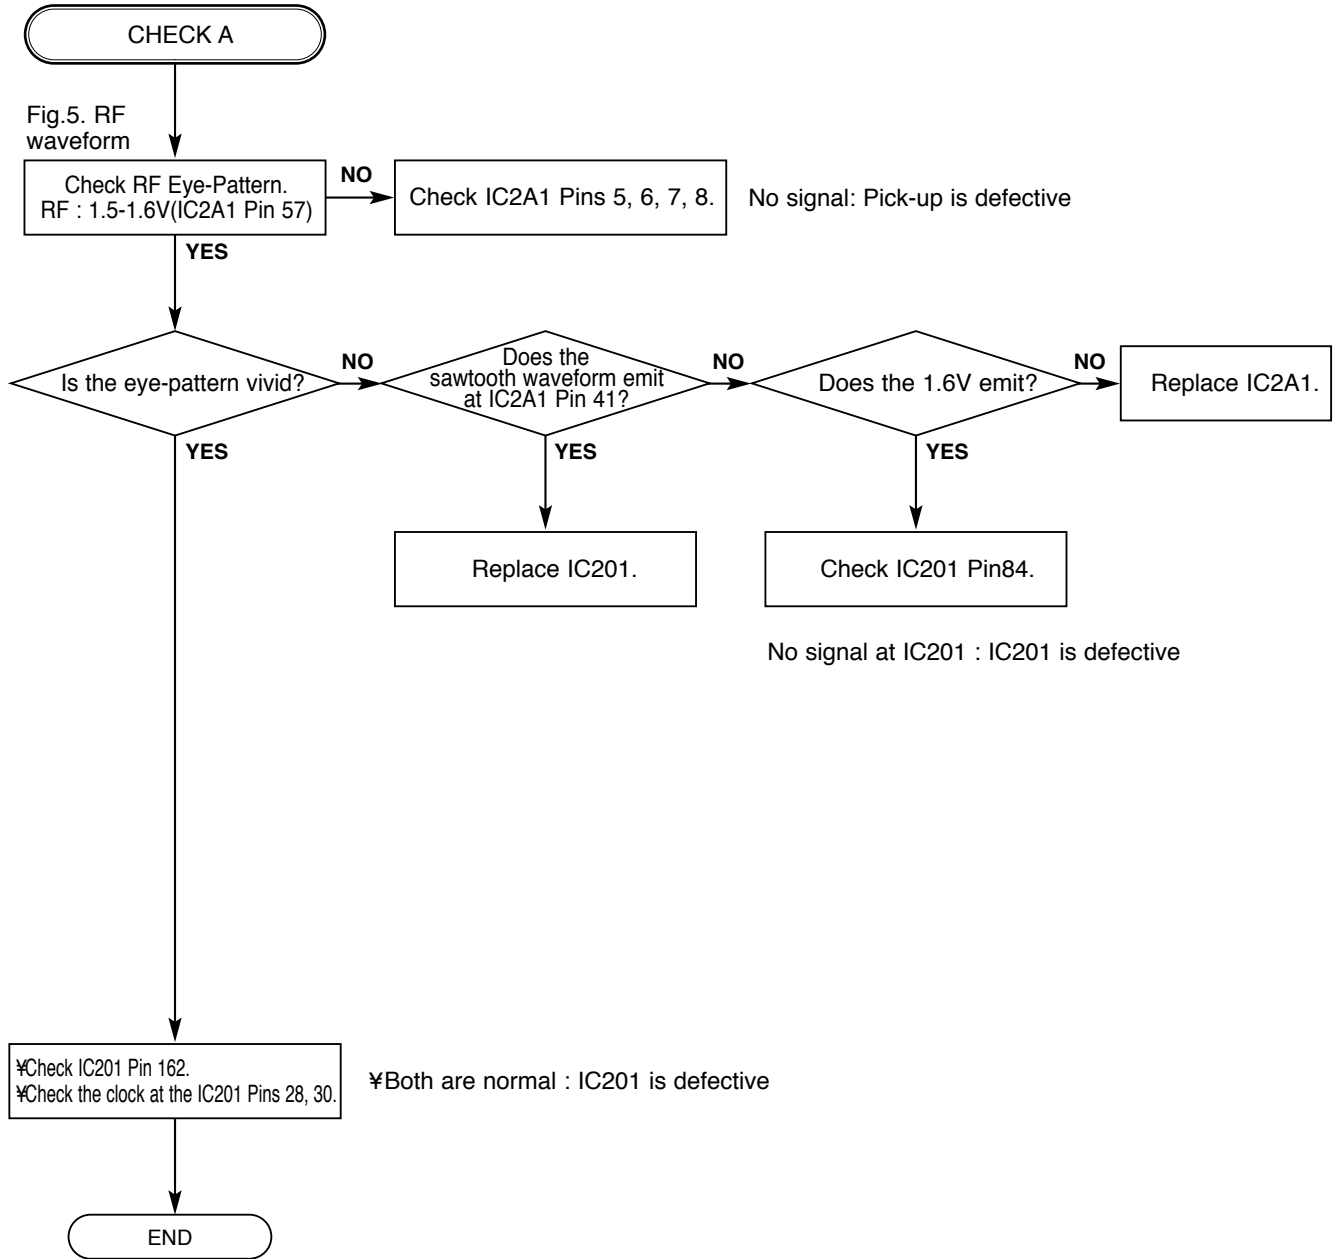 CHECK A
Fig.5. RF
waveform
Check RF Eye-Pattern.
RF : 1.5-1.6V(IC2A1 Pin 57)
NO
Check IC2A1 Pins 5, 6, 7, 8.
No signal: Pick-up is defective
YES
Is the eye-pattern vivid?
NO
Does the
sawtooth waveform emit
at IC2A1 Pin 41?
NO
Does the 1.6V emit?
NO
Replace IC2A1.
YES
YES
YES
Replace IC201.
Check IC201 Pin84.
No signal at IC201 : IC201 is defective
¥Check IC201 Pin 162.
¥Check the clock at the IC201 Pins 28, 30.
¥Both are normal : IC201 is defective
END